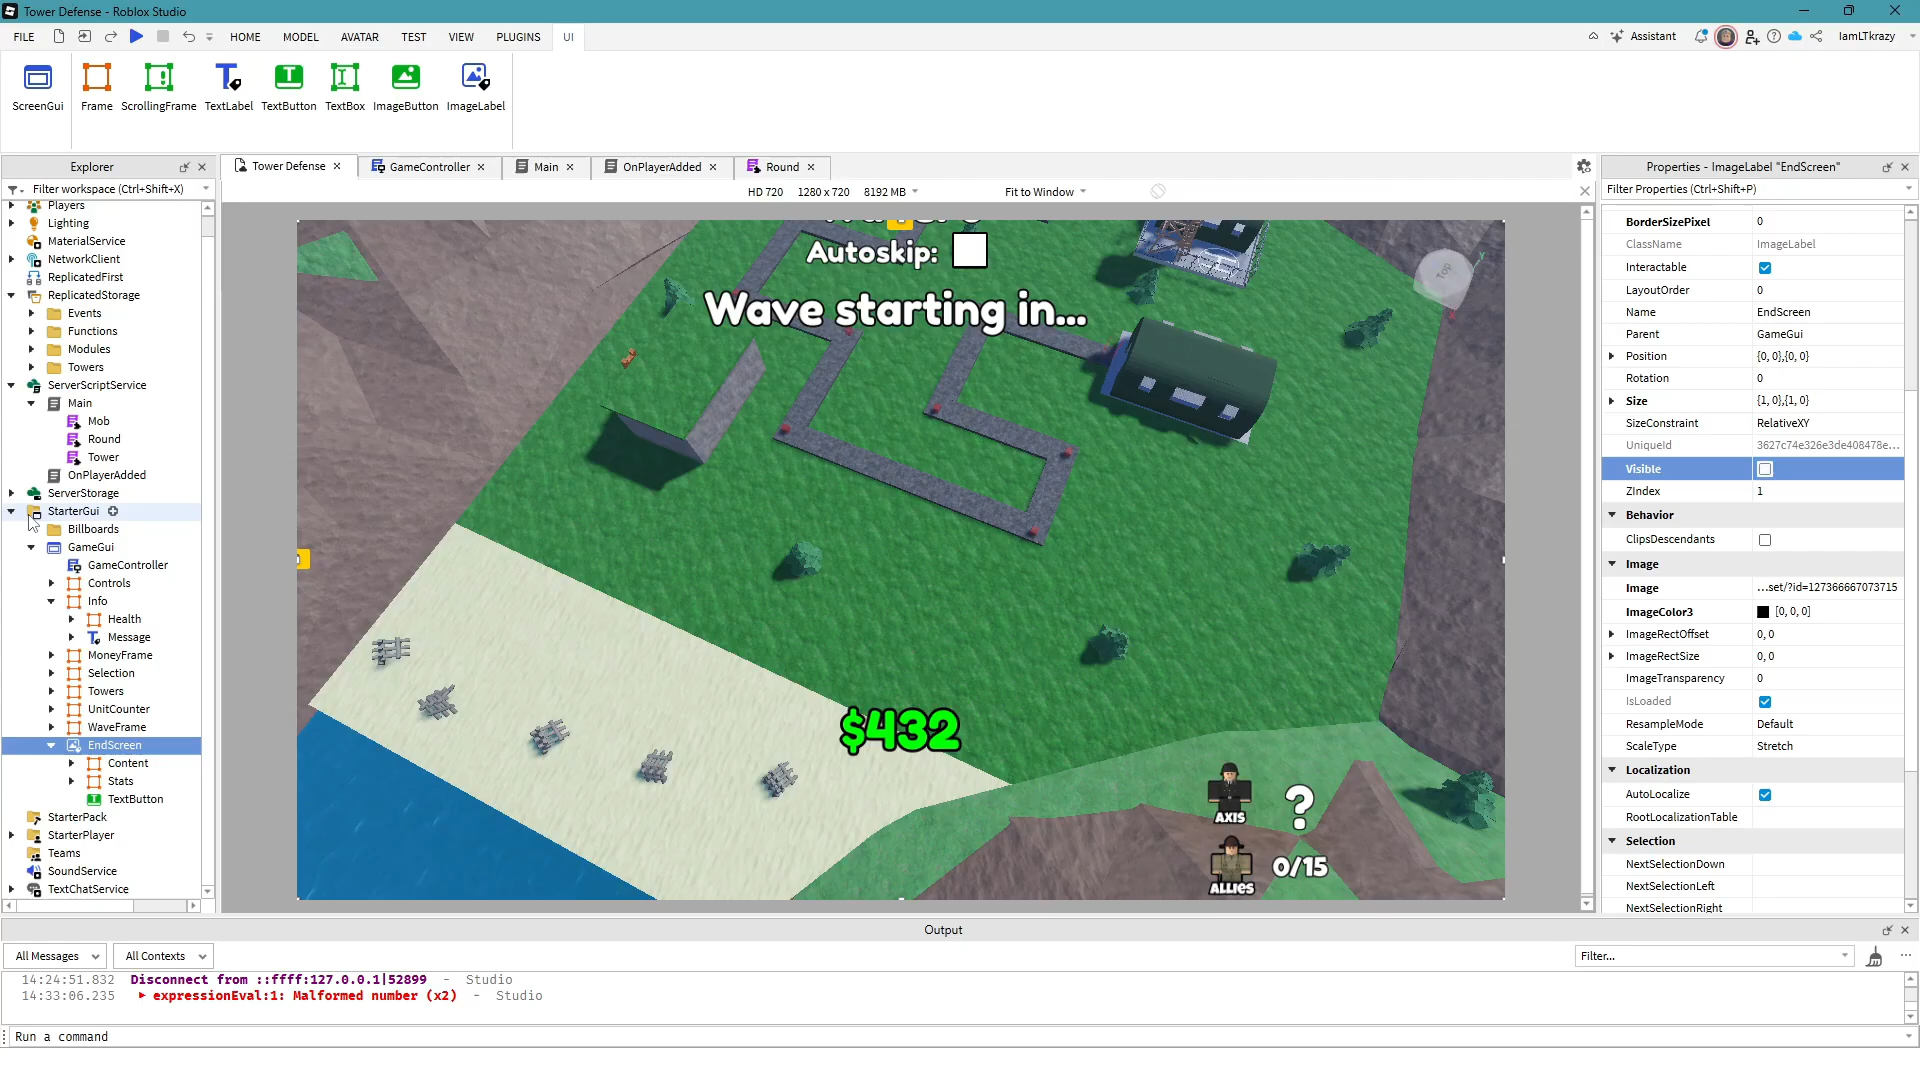 Tower Defense - Roblox Studio
FILE
HOME
MODEL
AVATAR
TEST
VIEW
PLUGINS
UI
Assistant
IamLTkrazy
ScreenGui
Frame
ScrollingFrame
TextLabel
TextButton
TextBox
ImageButton
ImageLabel
Explorer
Filter workspace (Ctrl+Shift+X)
Players
Lighting
MaterialService
NetworkClient
ReplicatedFirst
ReplicatedStorage
Events
Functions
Modules
Towers
ServerScriptService
Main
Mob
Round
Tower
OnPlayerAdded
ServerStorage
StarterGui
Billboards
GameGui
GameController
Controls
Info
Health
Message
MoneyFrame
Selection
Towers
UnitCounter
WaveFrame
EndScreen
Content
Stats
TextButton
StarterPack
StarterPlayer
Teams
SoundService
TextChatService
Tower Defense
GameController
Main
OnPlayerAdded
Round
HD 720 1280 x 720 8192 MB
Fit to Window
Autoskip:
Wave starting in...
Top
Y
X
$432
AXIS
?
ALLIES
0/15
Properties - ImageLabel "EndScreen"
Filter Properties (Ctrl+Shift+P)
BorderSizePixel 0
ClassName ImageLabel
Interactable
LayoutOrder 0
Name EndScreen
Parent GameGui
Position {0, 0},{0, 0}
Rotation 0
Size {1, 0},{1, 0}
SizeConstraint RelativeXY
UniqueId 3627c74e326e3de408478e...
Visible
ZIndex 1
Behavior
ClipsDescendants
Image
Image ...set/?id=127366667073715
ImageColor3 [0, 0, 0]
ImageRectOffset 0, 0
ImageRectSize 0, 0
ImageTransparency 0
IsLoaded
ResampleMode Default
ScaleType Stretch
Localization
AutoLocalize
RootLocalizationTable
Selection
NextSelectionDown
NextSelectionLeft
NextSelectionRight
Output
All Messages
All Contexts
Filter...
14:24:51.832 Disconnect from ::ffff:127.0.0.1|52899 - Studio
14:33:06.235 expressionEval:1: Malformed number (x2) - Studio
Run a command